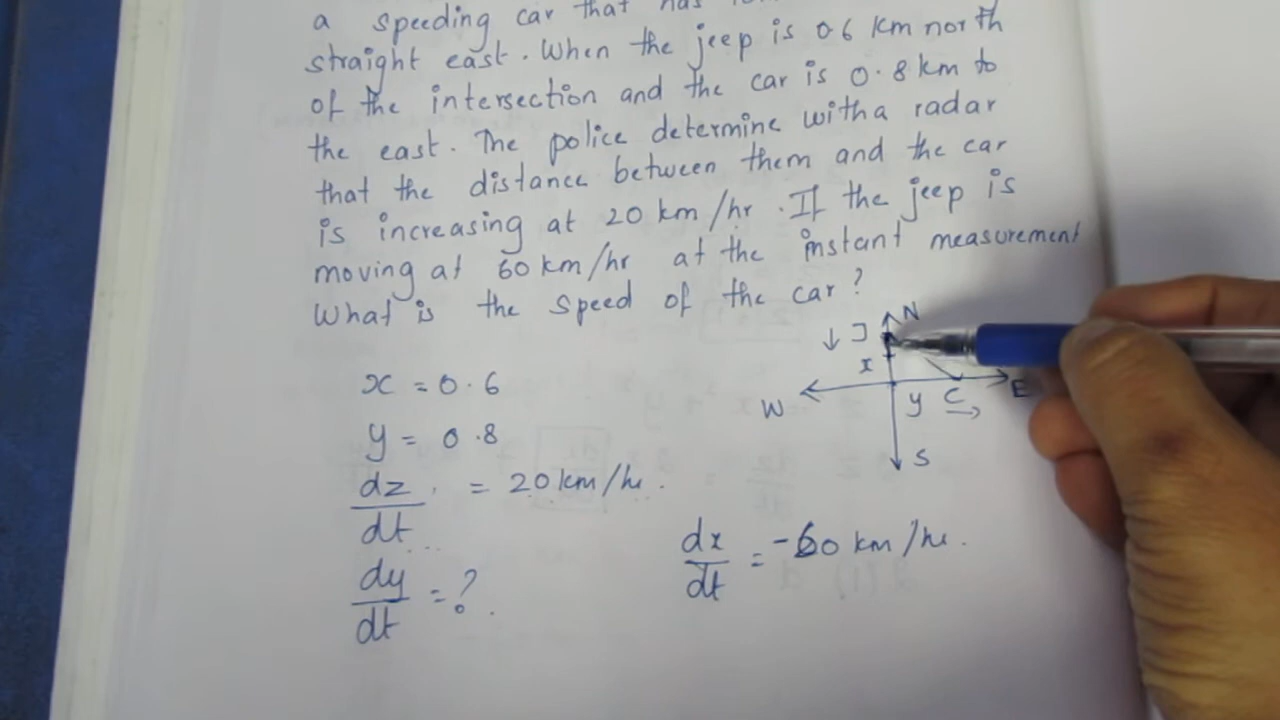 a speeding car that has
straight east. When the jeep is 0.6 km north
of the intersection and the car is 0.8 km to
the east. The police determine with a radar
that the distance between them and the car
is increasing at 20 km/hr. If the jeep is
moving at 60 km/hr at the instant measurement
What is the speed of the car?
N
↓ J
x
W y C E
→
S
x = 0.6
y = 0.8
dz/dt = 20 km/hr.
dx/dt = -60 km/hr.
dy/dt = ?